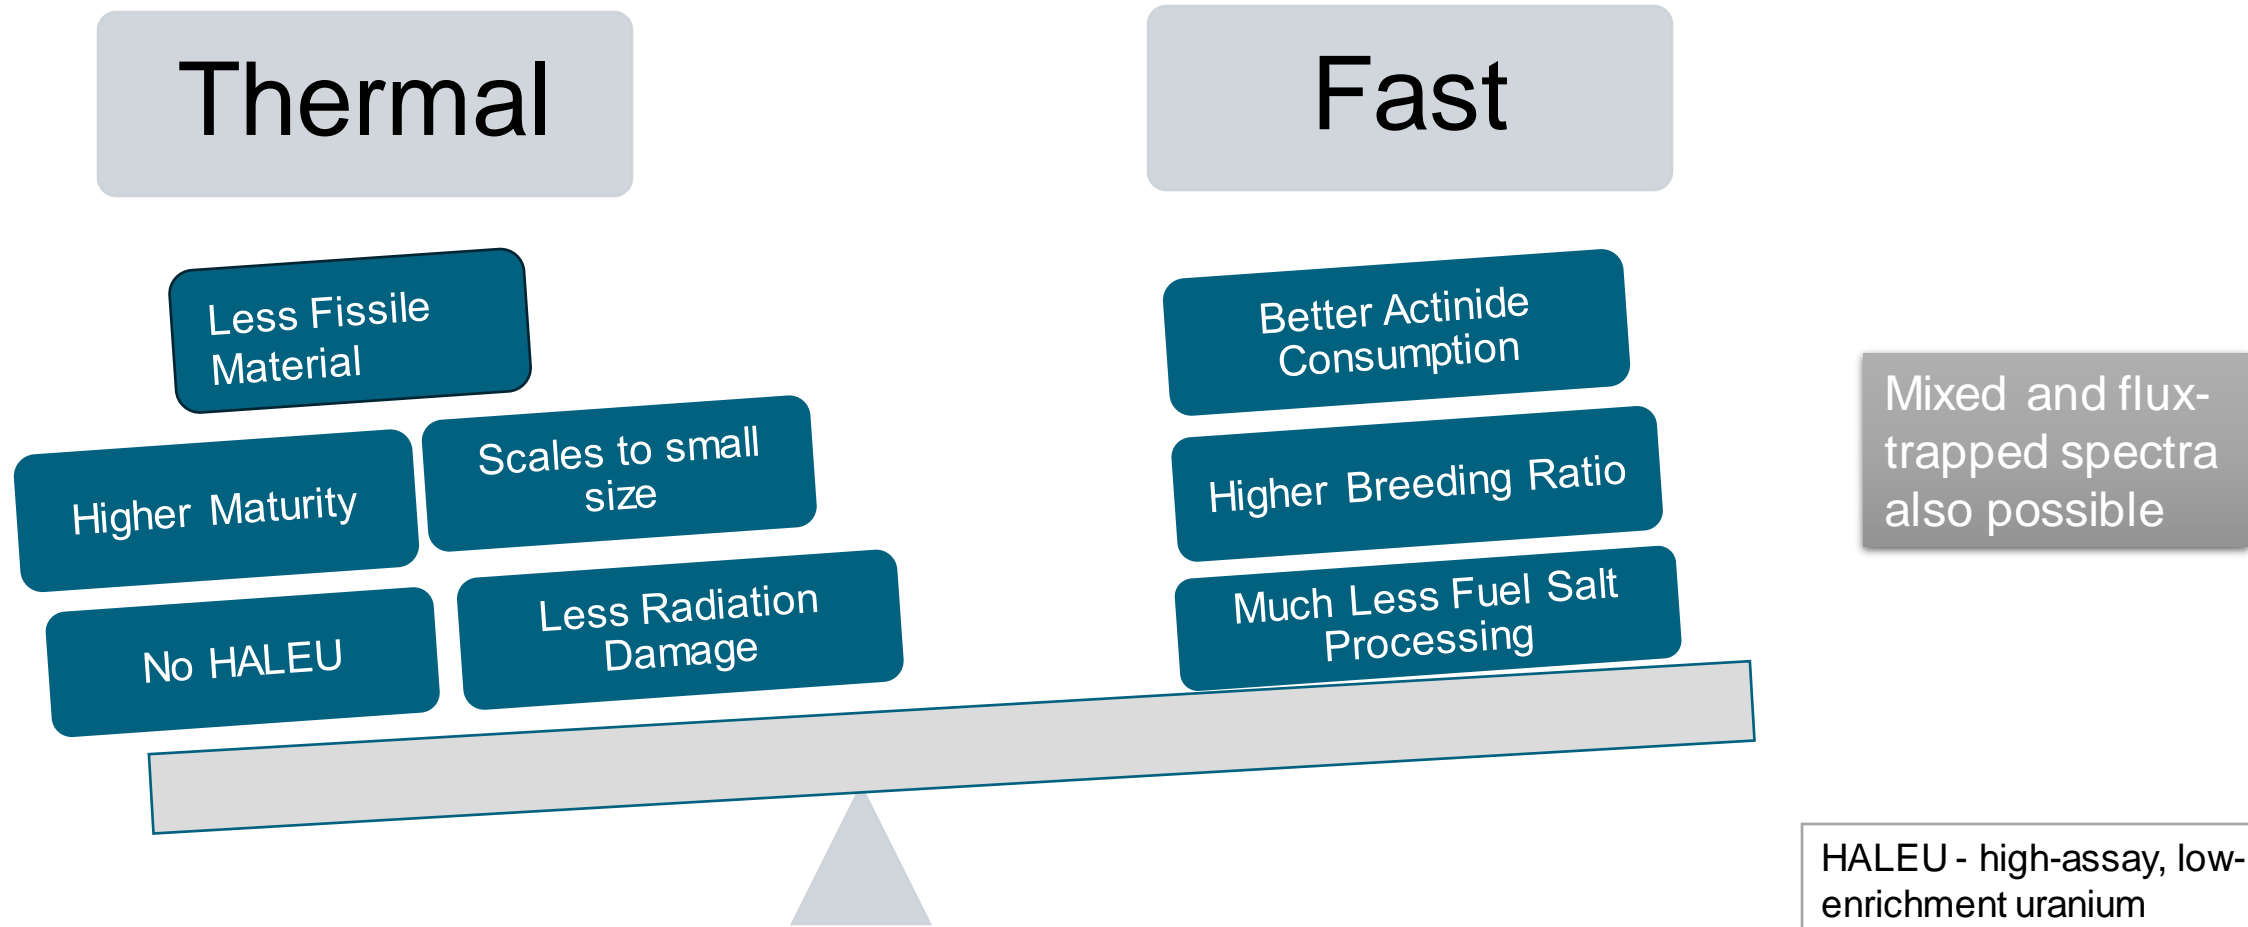 Thermal
Fast
Less Fissile
Material
Higher Maturity
Scales to small
size
No HALEU
Less Radiation
Damage
Better Actinide
Consumption
Higher Breeding Ratio
Much Less Fuel Salt
Processing
Mixed and flux-
trapped spectra
also possible
HALEU - high-assay, low-
enrichment uranium